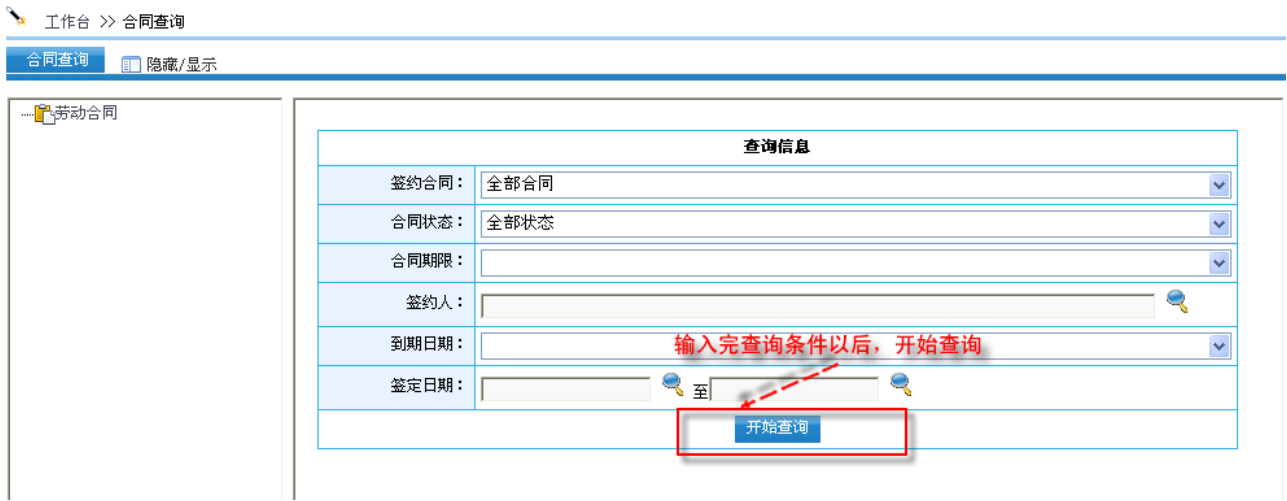 工作台 >> 合同查询
合同查询 隐藏/显示
劳动合同
查询信息
签约合同： 全部合同
合同状态： 全部状态
合同期限：
签约人：
到期日期： 输入完查询条件以后，开始查询
签定日期： 至
开始查询